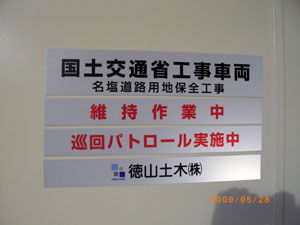 国土交通省工事車両
名塩道路用地保全工事
維持作業中
巡回パトロール実施中
徳山土木㈱
2009/05/28